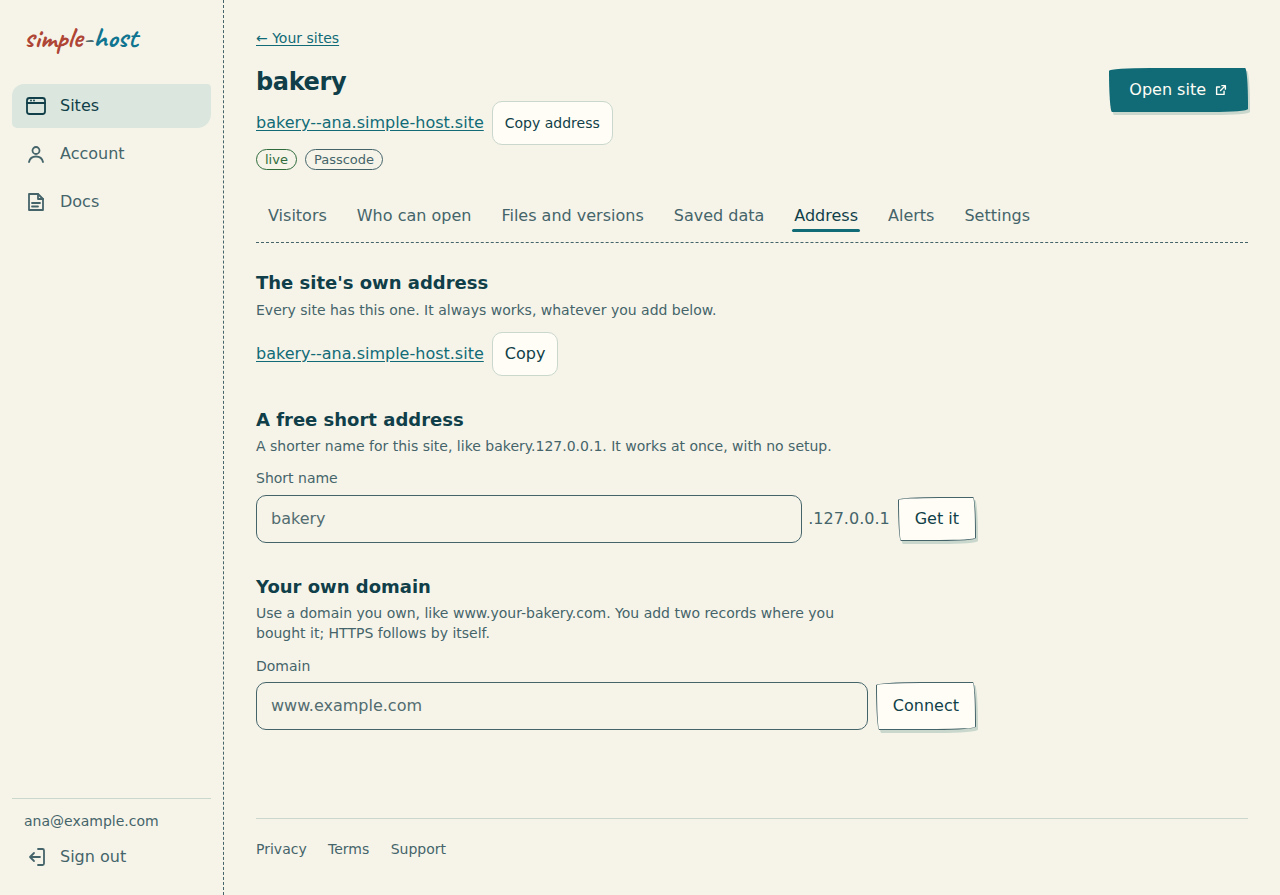 simple-host
Sites
Account
Docs
ana@example.com
Sign out
← Your sites
bakery
Open site
bakery--ana.simple-host.site Copy address
live Passcode
Visitors Who can open Files and versions Saved data Address Alerts Settings
The site's own address
Every site has this one. It always works, whatever you add below.
bakery--ana.simple-host.site Copy
A free short address
A shorter name for this site, like bakery.127.0.0.1. It works at once, with no setup.
Short name
bakery .127.0.0.1 Get it
Your own domain
Use a domain you own, like www.your-bakery.com. You add two records where you
bought it; HTTPS follows by itself.
Domain
www.example.com Connect
Privacy Terms Support